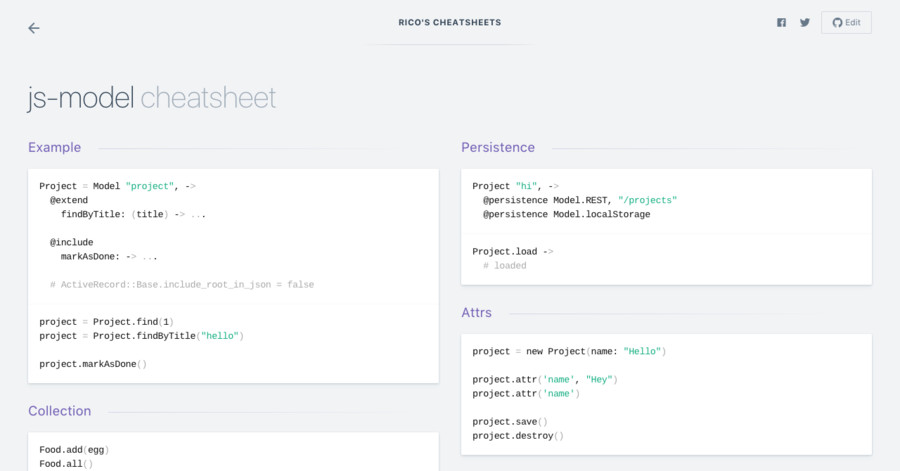 RICO'S CHEATSHEETS
Edit
js-model cheatsheet
Example
Project = Model "project", ->
  @extend
    findByTitle: (title) -> ...

  @include
    markAsDone: -> ...

  # ActiveRecord::Base.include_root_in_json = false

project = Project.find(1)
project = Project.findByTitle("hello")

project.markAsDone()
Collection
Food.add(egg)
Food.all()
Persistence
Project "hi", ->
  @persistence Model.REST, "/projects"
  @persistence Model.localStorage

Project.load ->
  # loaded
Attrs
project = new Project(name: "Hello")

project.attr('name', "Hey")
project.attr('name')

project.save()
project.destroy()